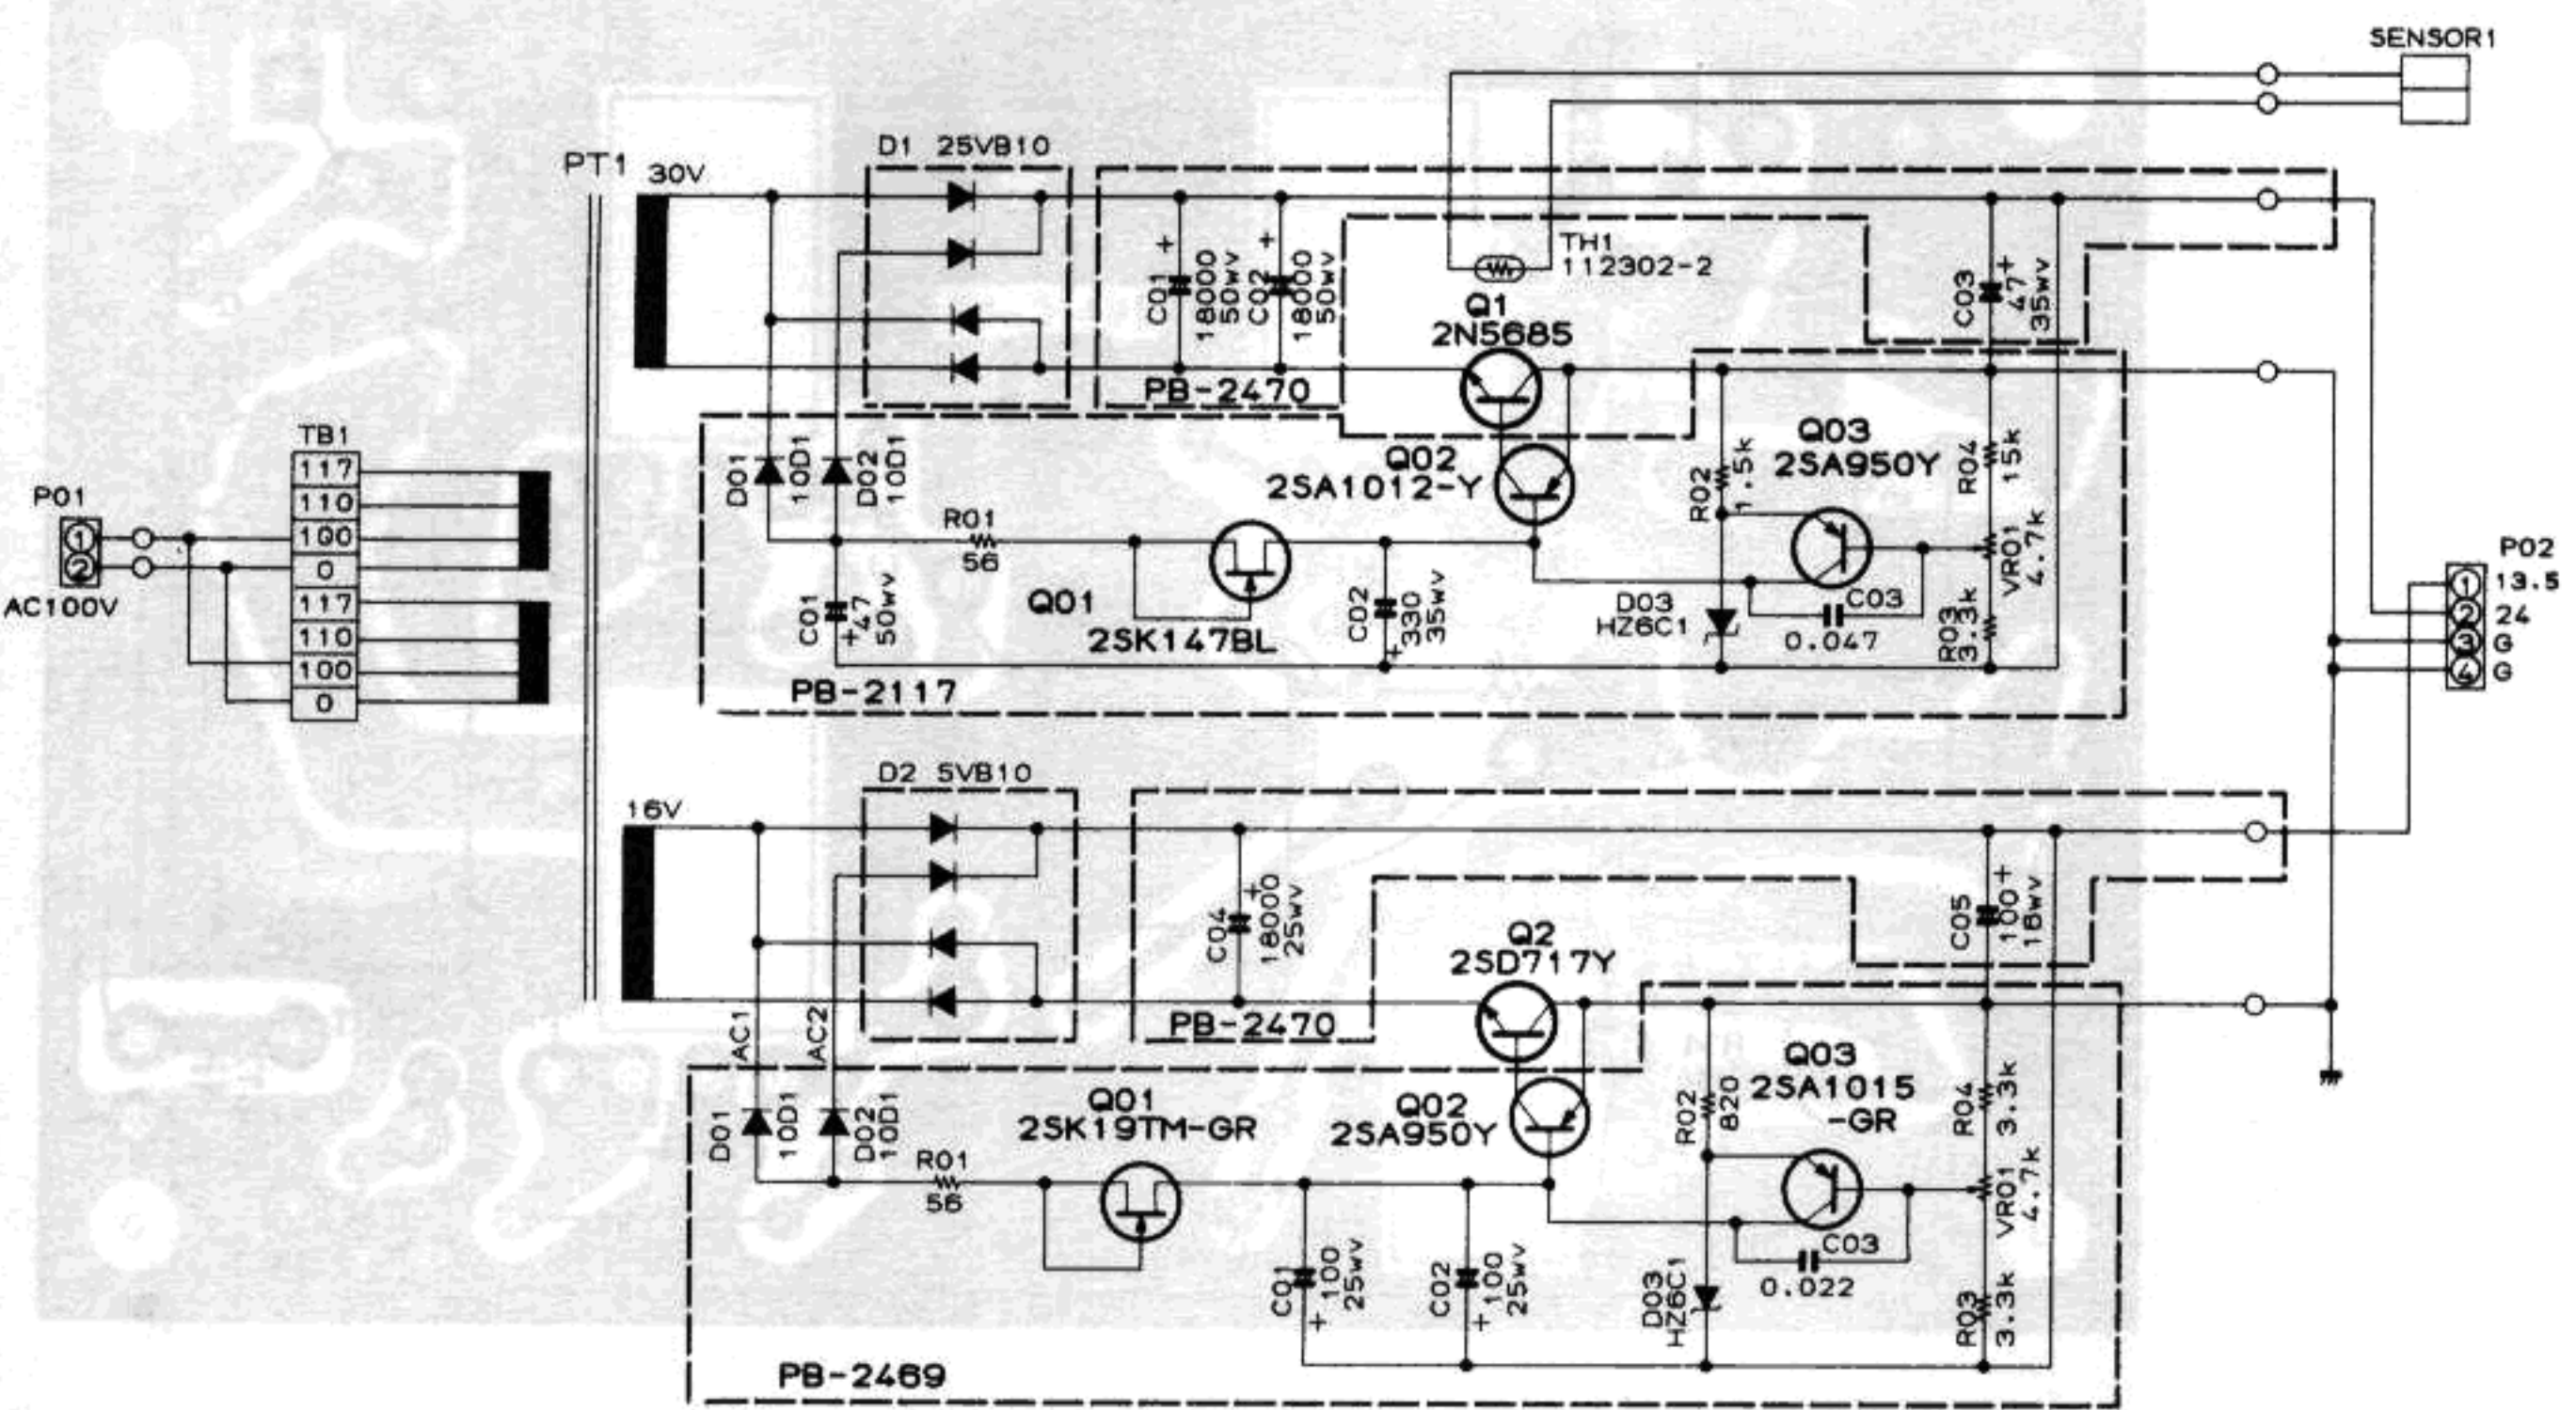 SENSOR1
D1 25VB10
PT1
30V
TH1
112302-2
C01
18000
50wv
C02
18000
50wv
C03
47
35wv
Q1
2N5685
PB-2470
TB1
117
110
100
0
117
110
100
0
P01
1
2
AC100V
D01
10D1
D02
10D1
Q02
2SA1012-Y
R02
1.5k
Q03
2SA950Y
R04
15k
R01
56
VR01
4.7k
P02
1 13.5
2 24
3 G
4 G
C01
47
50wv
Q01
2SK147BL
C02
330
35wv
D03
HZ6C1
C03
0.047
R03
3.3k
PB-2117
D2 5VB10
16V
C04
18000
25wv
C05
100
16wv
Q2
2SD717Y
PB-2470
AC1
AC2
D01
10D1
D02
10D1
Q01
2SK19TM-GR
Q02
2SA950Y
R02
820
Q03
2SA1015
-GR
R04
3.3k
R01
56
VR01
4.7k
C01
100
25wv
C02
100
25wv
D03
HZ6C1
C03
0.022
R03
3.3k
PB-2469